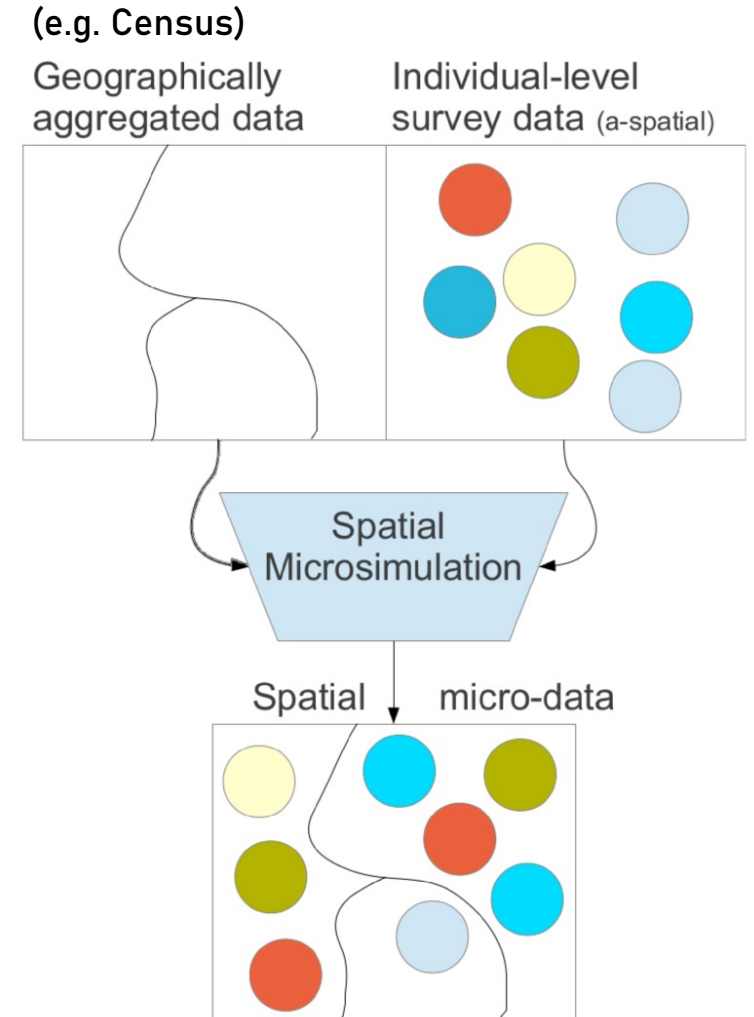 (e.g. Census)
Geographically
aggregated data
Individual-level
survey data (a-spatial)
Spatial
Microsimulation
Spatial micro-data